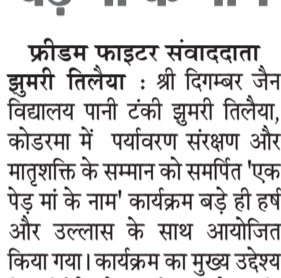 फ्रीडम फाइटर संवाददाता
झुमरी तिलैया : श्री दिगम्बर जैन
विद्यालय पानी टंकी झुमरी तिलैया,
कोडरमा में पर्यावरण संरक्षण और
मातृशक्ति के सम्मान को समर्पित 'एक
पेड़ मां के नाम' कार्यक्रम बड़े ही हर्ष
और उल्लास के साथ आयोजित
किया गया। कार्यक्रम का मुख्य उद्देश्य